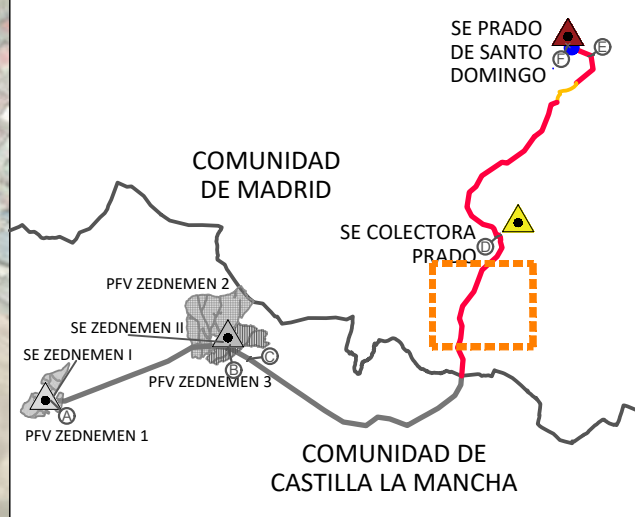 SE PRADO
DE SANTO
DOMINGO
F
E
COMUNIDAD
DE MADRID
SE COLECTORA
PRADO
D
PFV ZEDNEMEN 2
SE ZEDNEMEN II
SE ZEDNEMEN I
C
B
PFV ZEDNEMEN 3
A
PFV ZEDNEMEN 1
COMUNIDAD DE
CASTILLA LA MANCHA